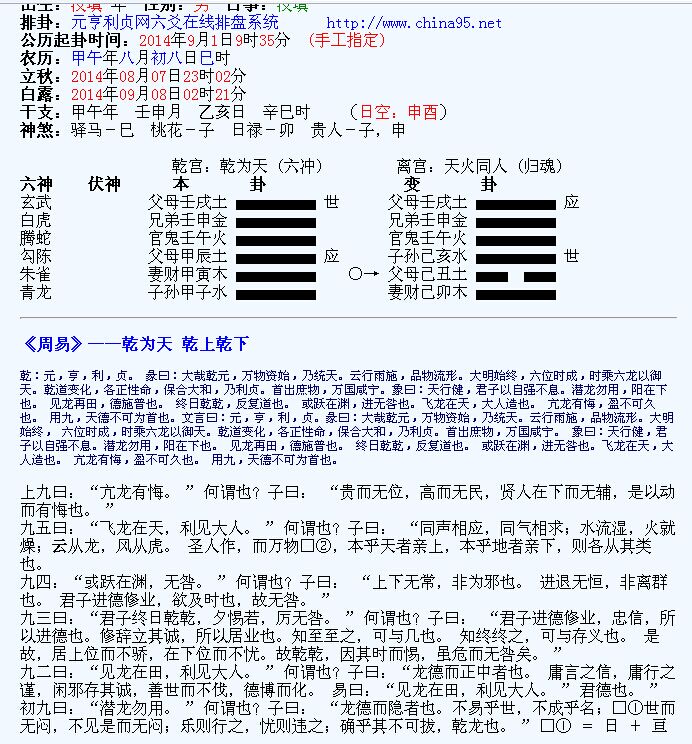 出生: 误填 年 性别: 男 占事: 误填
排卦: 元亨利贞网六爻在线排盘系统 http://www.china95.net
公历起卦时间: 2014年9月1日9时35分 (手工指定)
农历: 甲午年八月初八日巳时
立秋: 2014年08月07日23时02分
白露: 2014年09月08日02时21分
干支: 甲午年 壬申月 乙亥日 辛巳时 (日空: 申酉)
神煞: 驿马-巳 桃花-子 日禄-卯 贵人-子, 申
乾宫: 乾为天 (六冲) 离宫: 天火同人 (归魂)
六神 伏神 本 卦 变 卦
玄武 父母壬戌土 世 父母壬戌土 应
白虎 兄弟壬申金 兄弟壬申金
腾蛇 官鬼壬午火 官鬼壬午火
勾陈 父母甲辰土 应 子孙己亥水 世
朱雀 妻财甲寅木 ○→ 父母己丑土
青龙 子孙甲子水 妻财己卯木
《周易》——乾为天 乾上乾下
乾：元，亨，利，贞。 彖曰：大哉乾元，万物资始，乃统天。云行雨施，品物流形。大明始终，六位时成，时乘六龙以御
天。乾道变化，各正性命，保合大和，乃利贞。首出庶物，万国咸宁。象曰：天行健，君子以自强不息。潜龙勿用，阳在下
也。 见龙再田，德施普也。 终日乾乾，反复道也。 或跃在渊，进无咎也。飞龙在天，大人造也。 亢龙有悔，盈不可久
也。 用九，天德不可为首也。文言曰：元，亨，利，贞。彖曰：大哉乾元，万物资始，乃统天。云行雨施，品物流形。大明
始终， 六位时成，时乘六龙以御天。乾道变化，各正性命，保合大和，乃利贞。首出庶物，万国咸宁。 象曰：天行健，君
子以自强不息。潜龙勿用，阳在下也。 见龙再田，德施普也。 终日乾乾，反复道也。 或跃在渊，进无咎也。飞龙在天，大
人造也。 亢龙有悔，盈不可久也。 用九，天德不可为首也。
上九曰：“亢龙有悔。 ” 何谓也？子曰： “贵而无位，高而无民，贤人在下而无辅，是以动
而有悔也。 ”
九五曰：“飞龙在天，利见大人。 ” 何谓也？子曰： “同声相应，同气相求；水流湿，火就
燥；云从龙，风从虎。 圣人作，而万物□②，本乎天者亲上，本乎地者亲下，则各从其类
也。
九四：“或跃在渊，无咎。 ” 何谓也？子曰： “上下无常，非为邪也。 进退无恒，非离群
也。 君子进德修业，欲及时也，故无咎。 ”
九三曰：“君子终日乾乾，夕惕若，厉无咎。 ” 何谓也？子曰： “君子进德修业，忠信，所
以进德也。修辞立其诚，所以居业也。知至至之，可与几也。 知终终之，可与存义也。 是
故，居上位而不骄，在下位而不忧。故乾乾，因其时而惕，虽危而无咎矣。 ”
九二曰：“见龙在田，利见大人。 ” 何谓也？子曰： “龙德而正中者也。 庸言之信，庸行之
谨，闲邪存其诚，善世而不伐，德博而化。 易曰：“见龙在田，利见大人。 ” 君德也。 ”
初九曰：“潜龙勿用。 ” 何谓也？子曰： “龙德而隐者也。不易乎世，不成乎名；□①世而
无闷，不见是而无闷；乐则行之，忧则违之；确乎其不可拔，乾龙也。 ” □① = 日 + 亘